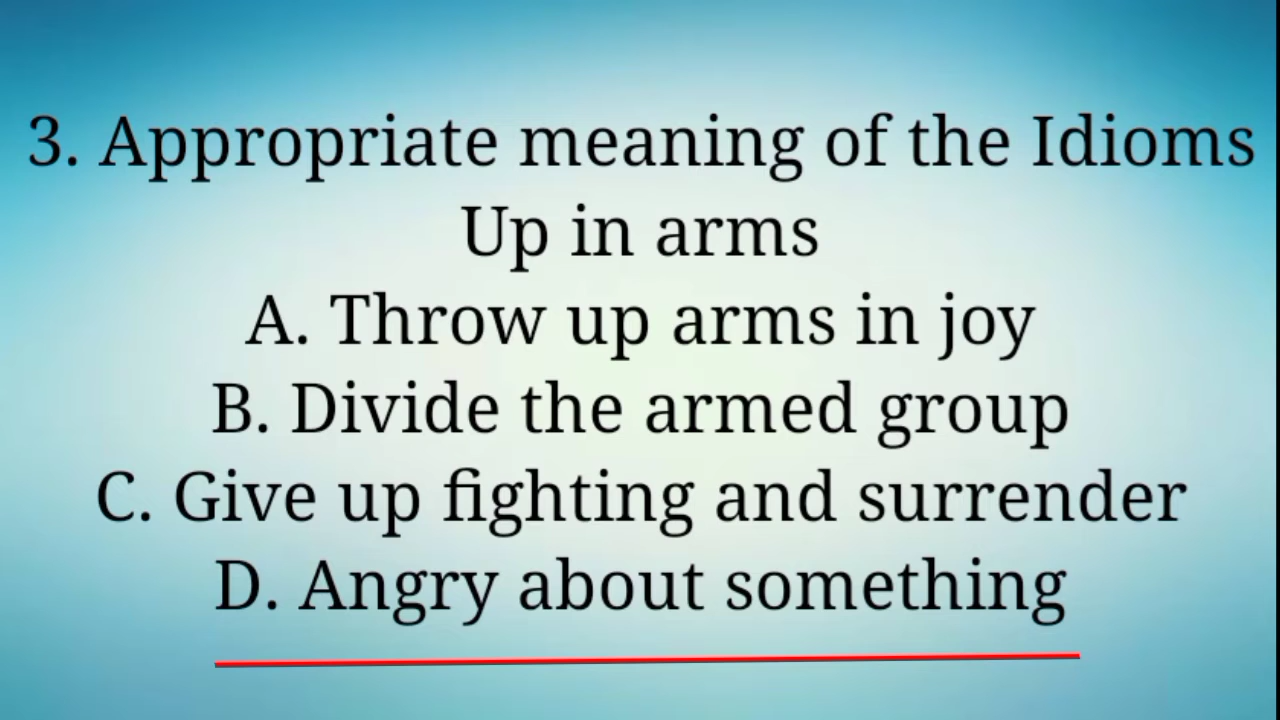 3. Appropriate meaning of the Idioms
Up in arms
A. Throw up arms in joy
B. Divide the armed group
C. Give up fighting and surrender
D. Angry about something